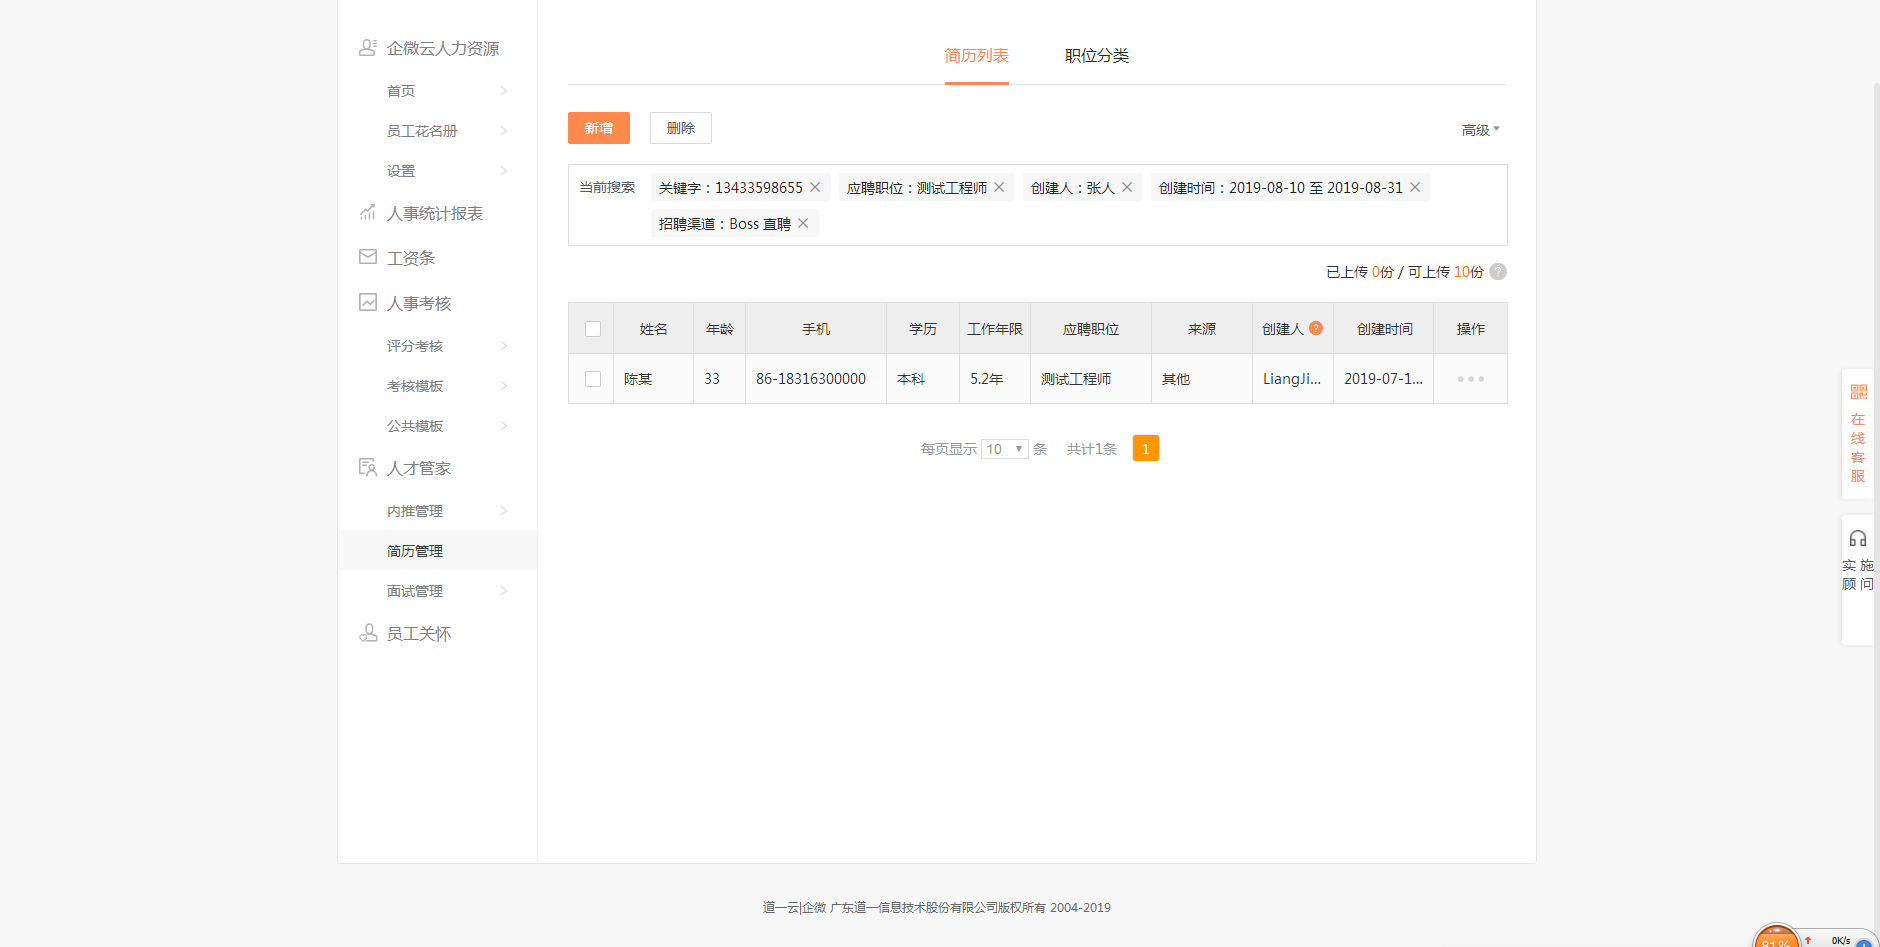 企微云人力资源
首页
员工花名册
设置
人事统计报表
工资条
人事考核
评分考核
考核模板
公共模板
人才管家
内推管理
简历管理
面试管理
员工关怀
简历列表 职位分类
新增 删除 高级
当前搜索 关键字：13433598655 应聘职位：测试工程师 创建人：张人 创建时间：2019-08-10 至 2019-08-31
招聘渠道：Boss 直聘
已上传 0份 / 可上传 10份 ?
姓名 年龄 手机 学历 工作年限 应聘职位 来源 创建人 ? 创建时间 操作
陈某 33 86-18316300000 本科 5.2年 测试工程师 其他 LiangJi... 2019-07-1...
每页显示 10 条 共计1条 1
在
线
客
服
实 施
顾 问
道一云|企微 广东道一信息技术股份有限公司版权所有 2004-2019
81% 0K/s